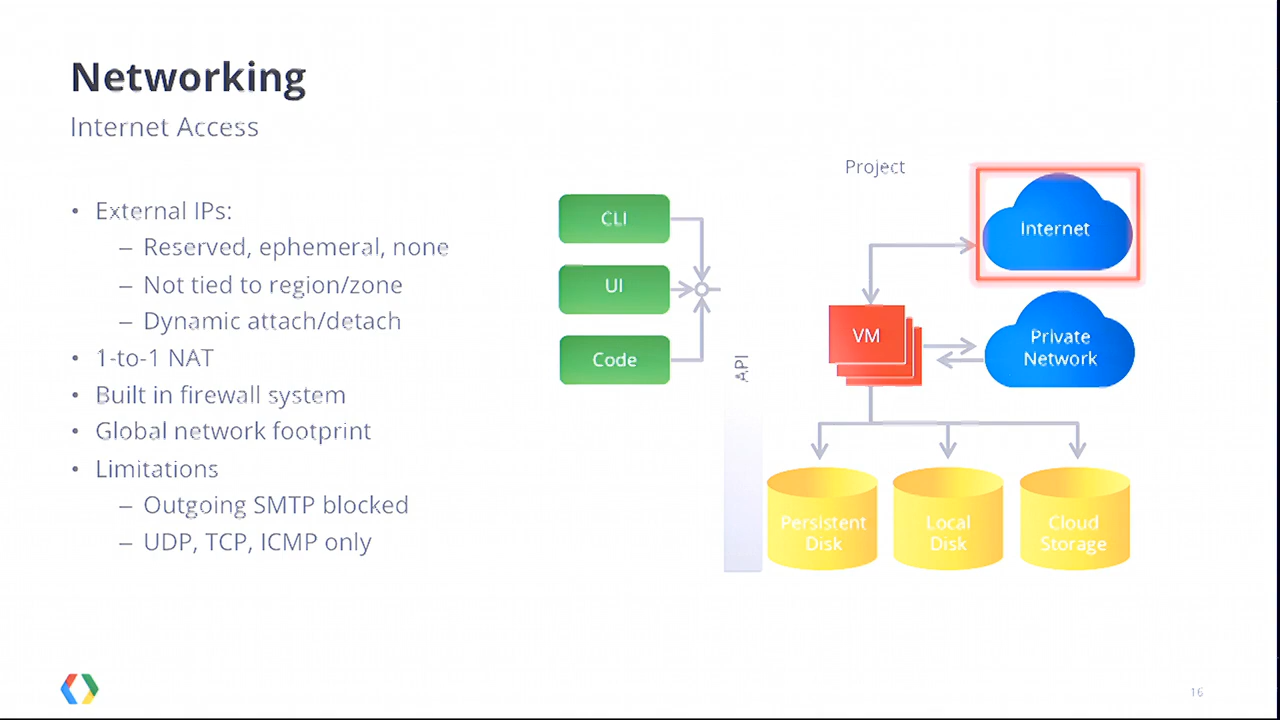 Networking
Internet Access
• External IPs:
– Reserved, ephemeral, none
– Not tied to region/zone
– Dynamic attach/detach
• 1-to-1 NAT
• Built in firewall system
• Global network footprint
• Limitations
– Outgoing SMTP blocked
– UDP, TCP, ICMP only
CLI
UI
Code
API
Project
Internet
VM
Private
Network
Persistent
Disk
Local
Disk
Cloud
Storage
16